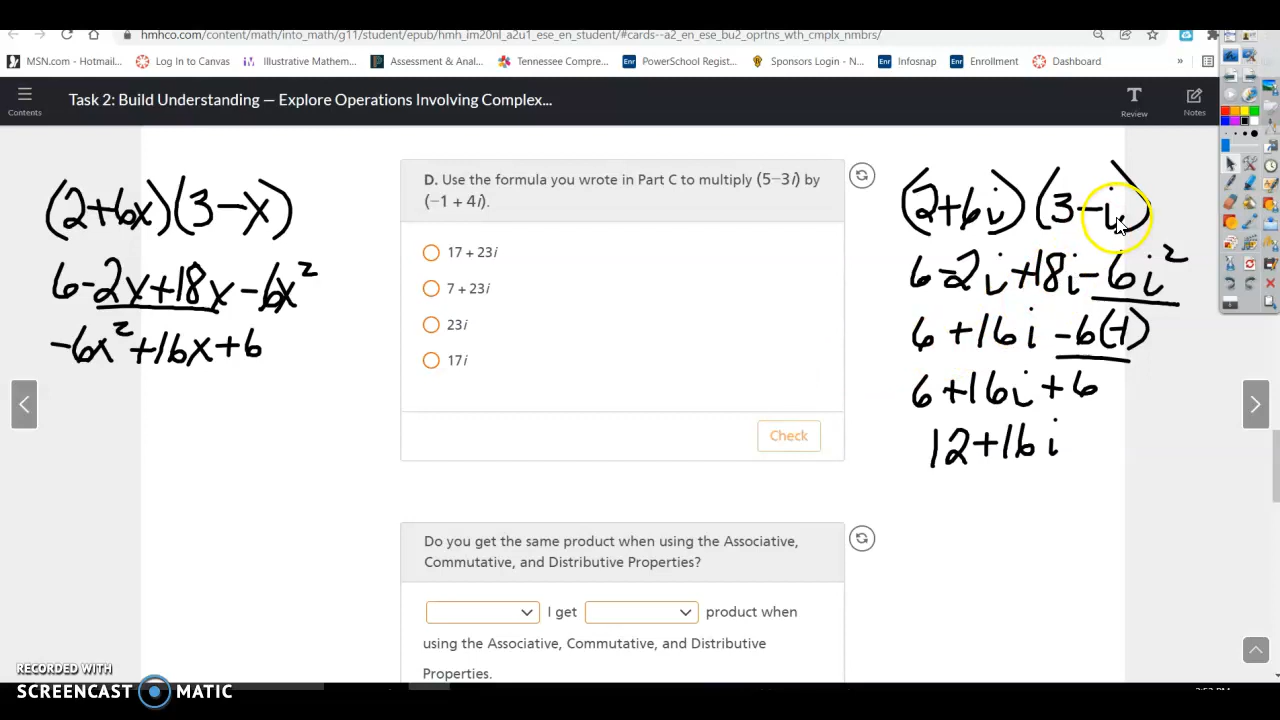 hmhco.com/content/math/into_math/g11/student/epub/hmh_im20nl_a2u1_ese_en_student/#cards--a2_en_ese_bu2_oprtns_wth_cmplx_nmbrs/
MSN.com - Hotmail... Log In to Canvas Illustrative Mathem... Assessment & Anal... Tennessee Compre... Enr PowerSchool Regist... Sponsors Login - N... Enr Infosnap Enr Enrollment Dashboard »
Contents
Task 2: Build Understanding — Explore Operations Involving Complex...
T Review
Notes
(2+6x)(3-x)
6-2x+18x-6x²
-6x²+16x+6
D. Use the formula you wrote in Part C to multiply (5−3i) by
(−1 + 4i).
17 + 23i
7 + 23i
23i
17i
Check
Do you get the same product when using the Associative,
Commutative, and Distributive Properties?
I get product when
using the Associative, Commutative, and Distributive
Properties.
(2+6i)(3-i)
6-2i+18i-6i²
6+16i-6(-1)
6+16i+6
12+16i
RECORDED WITH
SCREENCAST MATIC